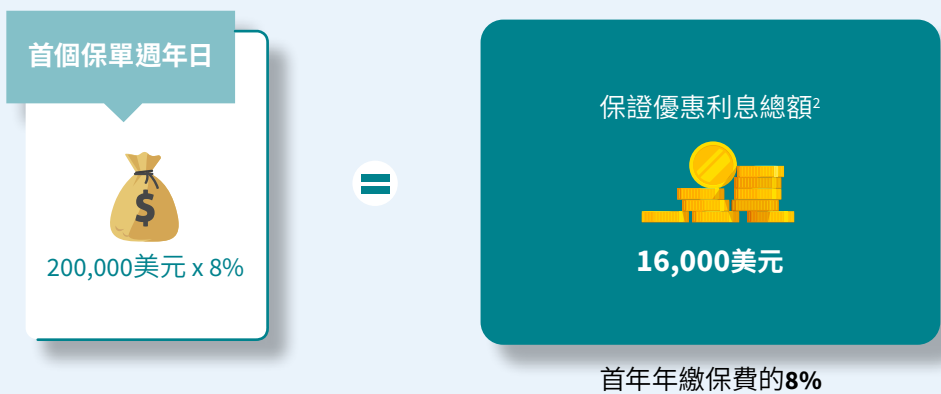 首個保單週年日
$
200,000美元 x 8%
=
保證優惠利息總額²
16,000美元
首年年繳保費的8%